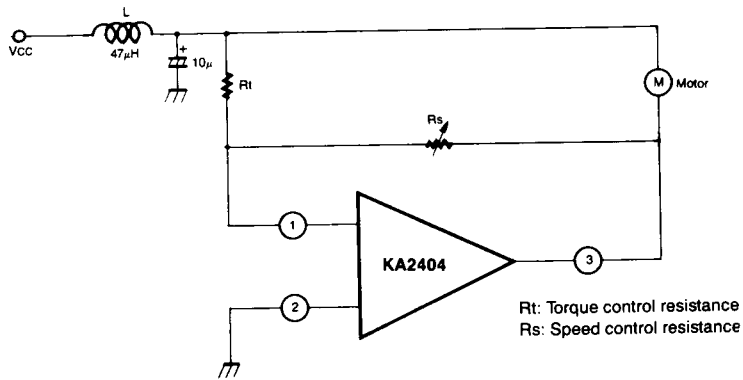 L
VCC
47μH
+
10μ
Rt
Rs
M
Motor
1
KA2404
3
2
Rt: Torque control resistance
Rs: Speed control resistance